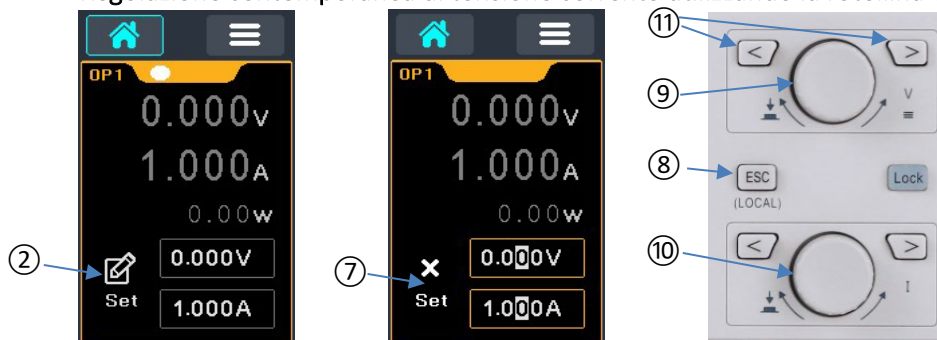 OP1
0.000V
1.000A
0.00W
②
Set
0.000V
1.000A
OP1
0.000V
1.000A
0.00W
⑦
×
Set
0.000V
1.000A
⑪
<
>
⑨
V
⑧
ESC
(LOCAL)
Lock
⑩
<
>
I